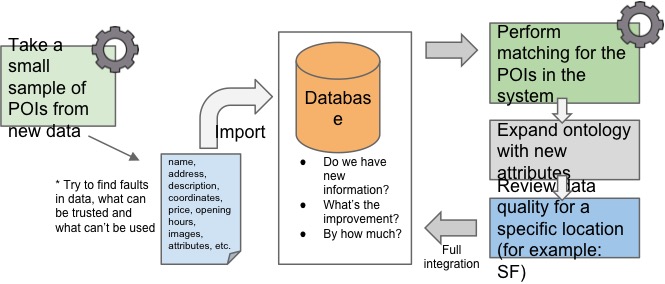 Take a
small
sample of
POIs from
new data
* Try to find faults
in data, what can
be trusted and
what can't be used
name,
address,
description,
coordinates,
price, opening
hours,
images,
attributes, etc.
Import
Databas
e
● Do we have
new
information?
● What's the
improvement?
● By how much?
Perform
matching for the
POIs in the
system
Expand ontology
with new
attributes
Review data
quality for a
specific location
(for example:
SF)
Full
integration